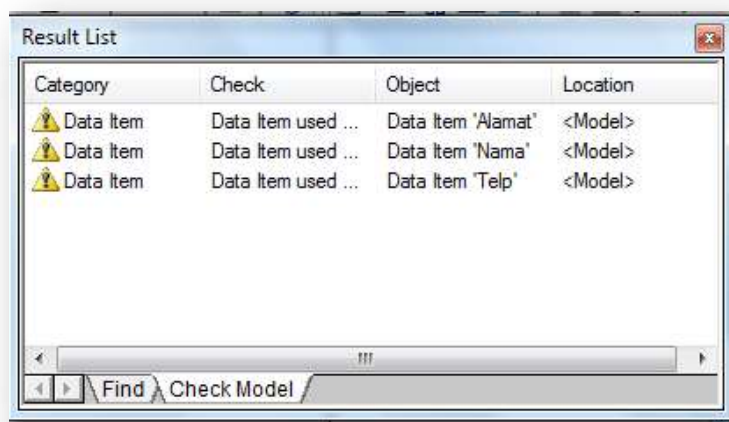 Result List
Category Check Object Location
Data Item Data Item used ... Data Item 'Alamat' <Model>
Data Item Data Item used ... Data Item 'Nama' <Model>
Data Item Data Item used ... Data Item 'Telp' <Model>
Find Check Model